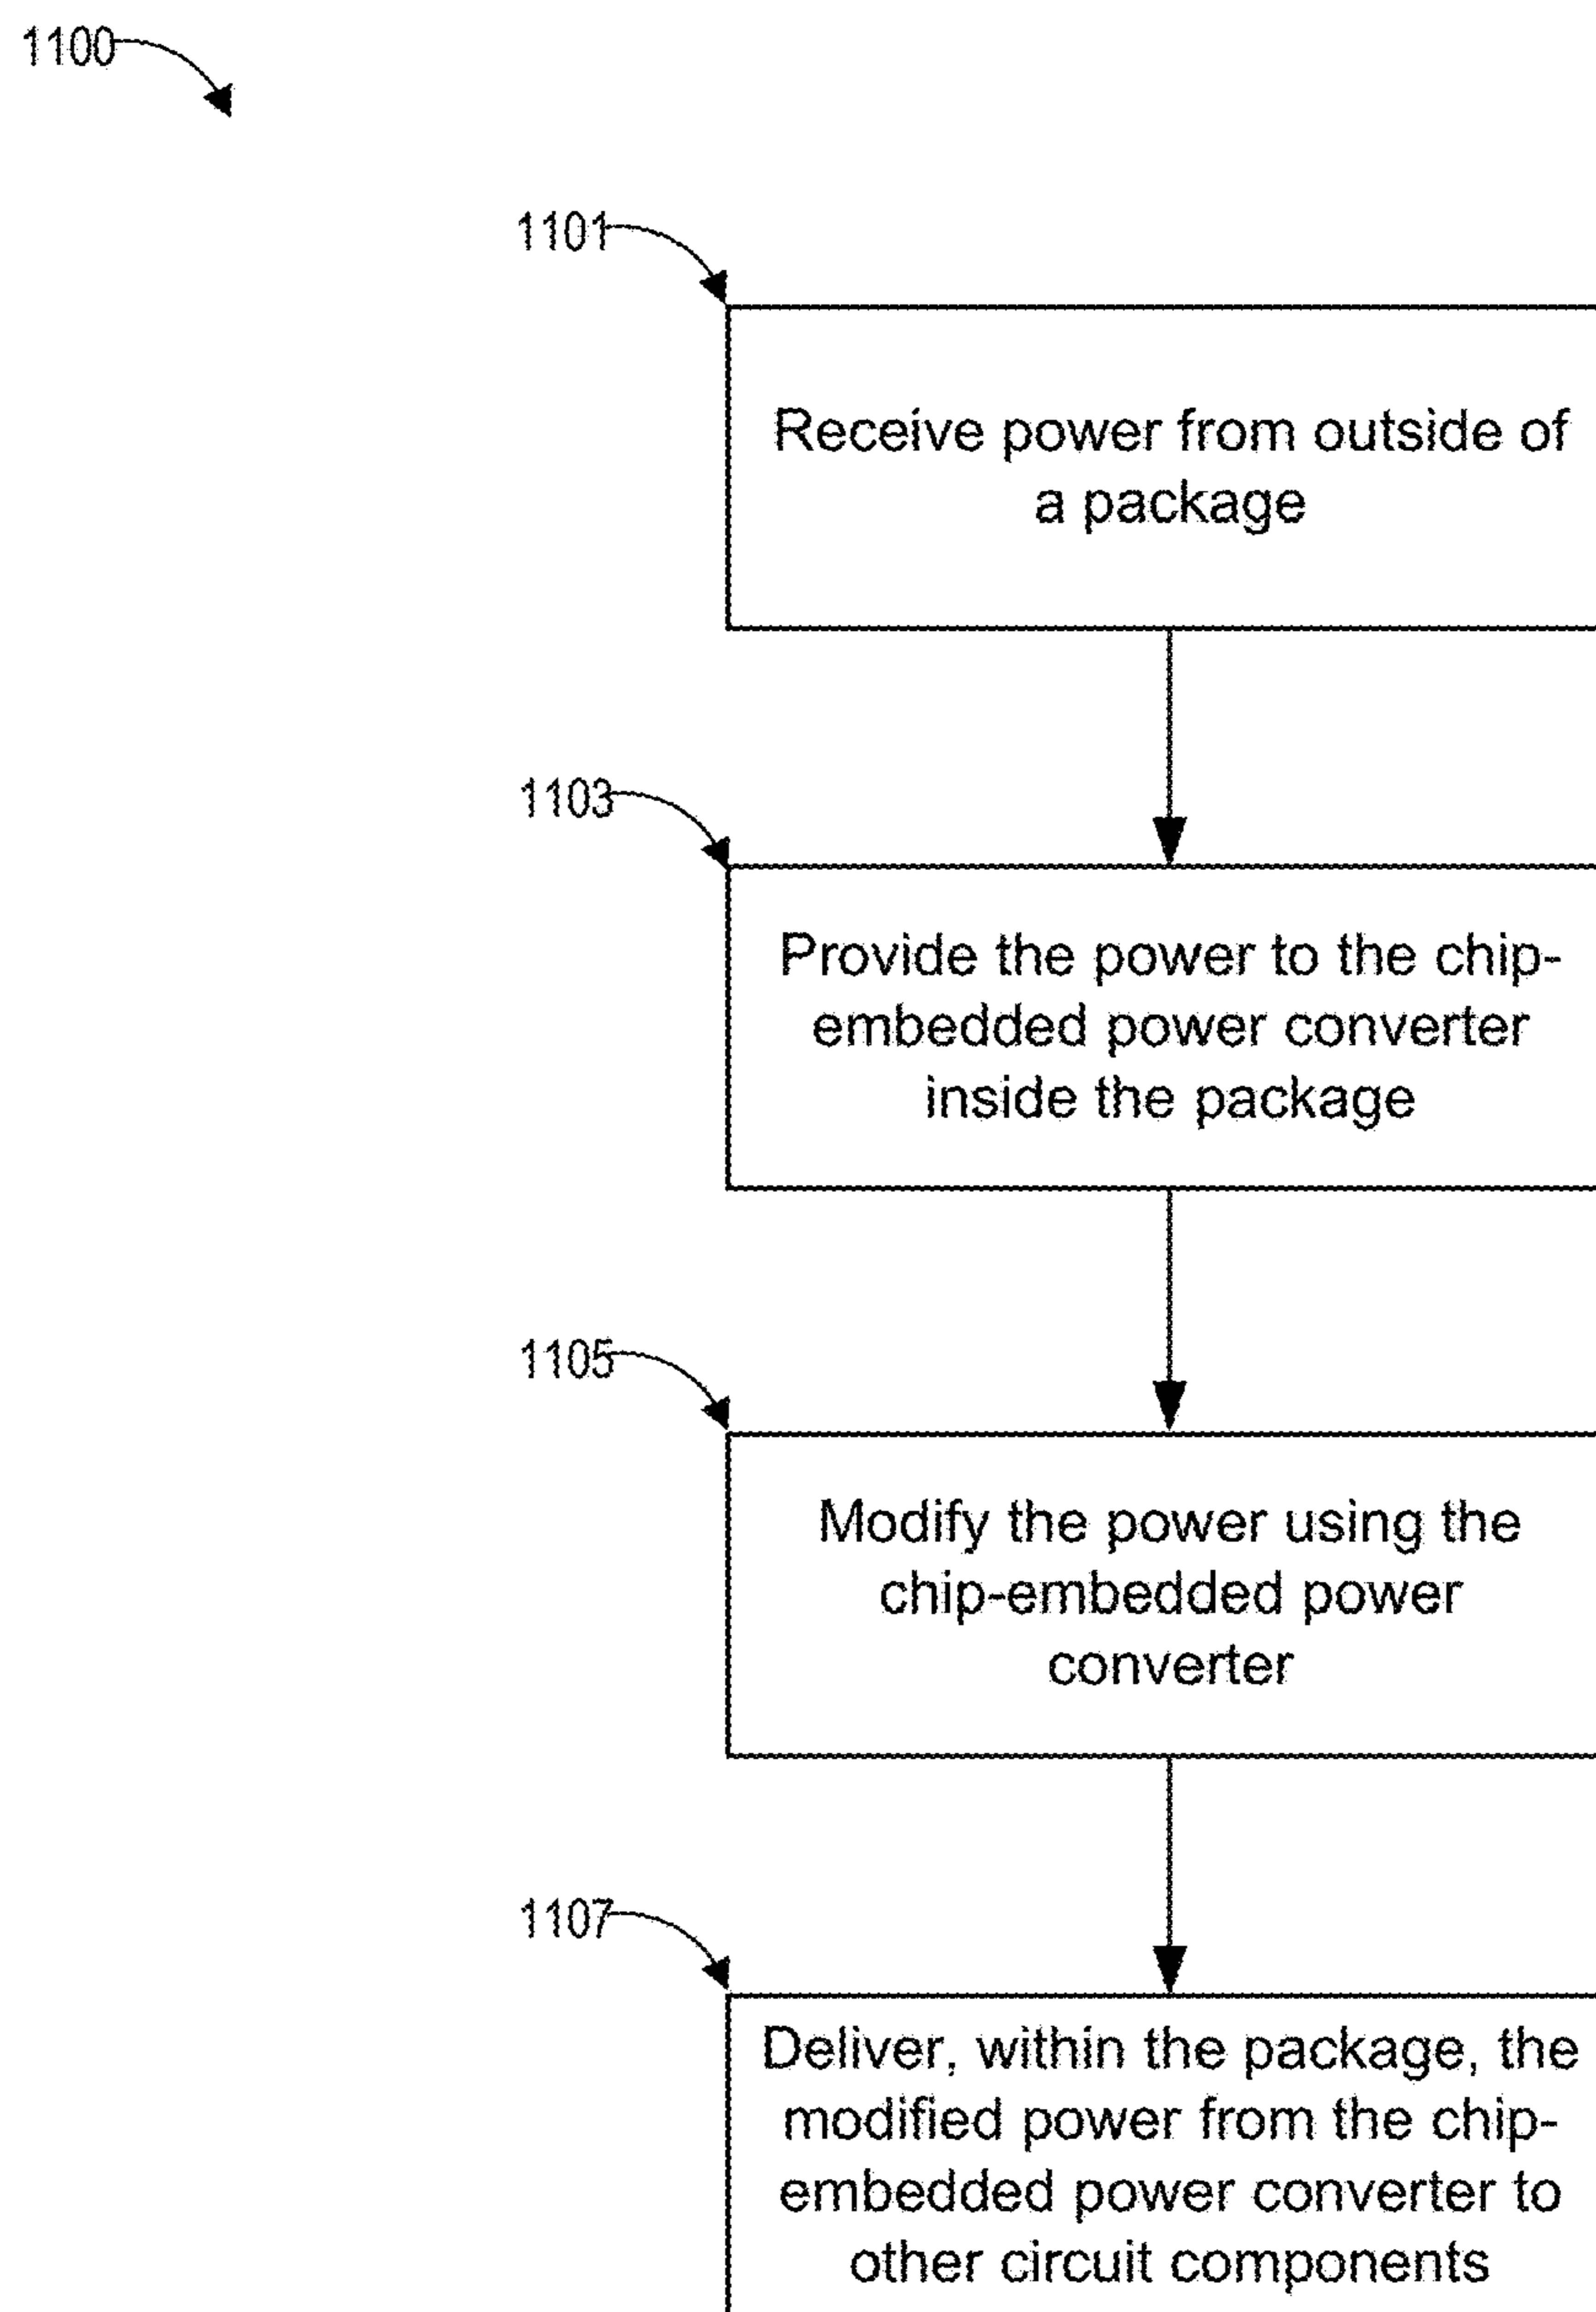 1100
1101
Receive power from outside of
a package
1103
Provide the power to the chip-
embedded power converter
inside the package
1105
Modify the power using the
chip-embedded power
converter
1107
Deliver, within the package, the
modified power from the chip-
embedded power converter to
other circuit components